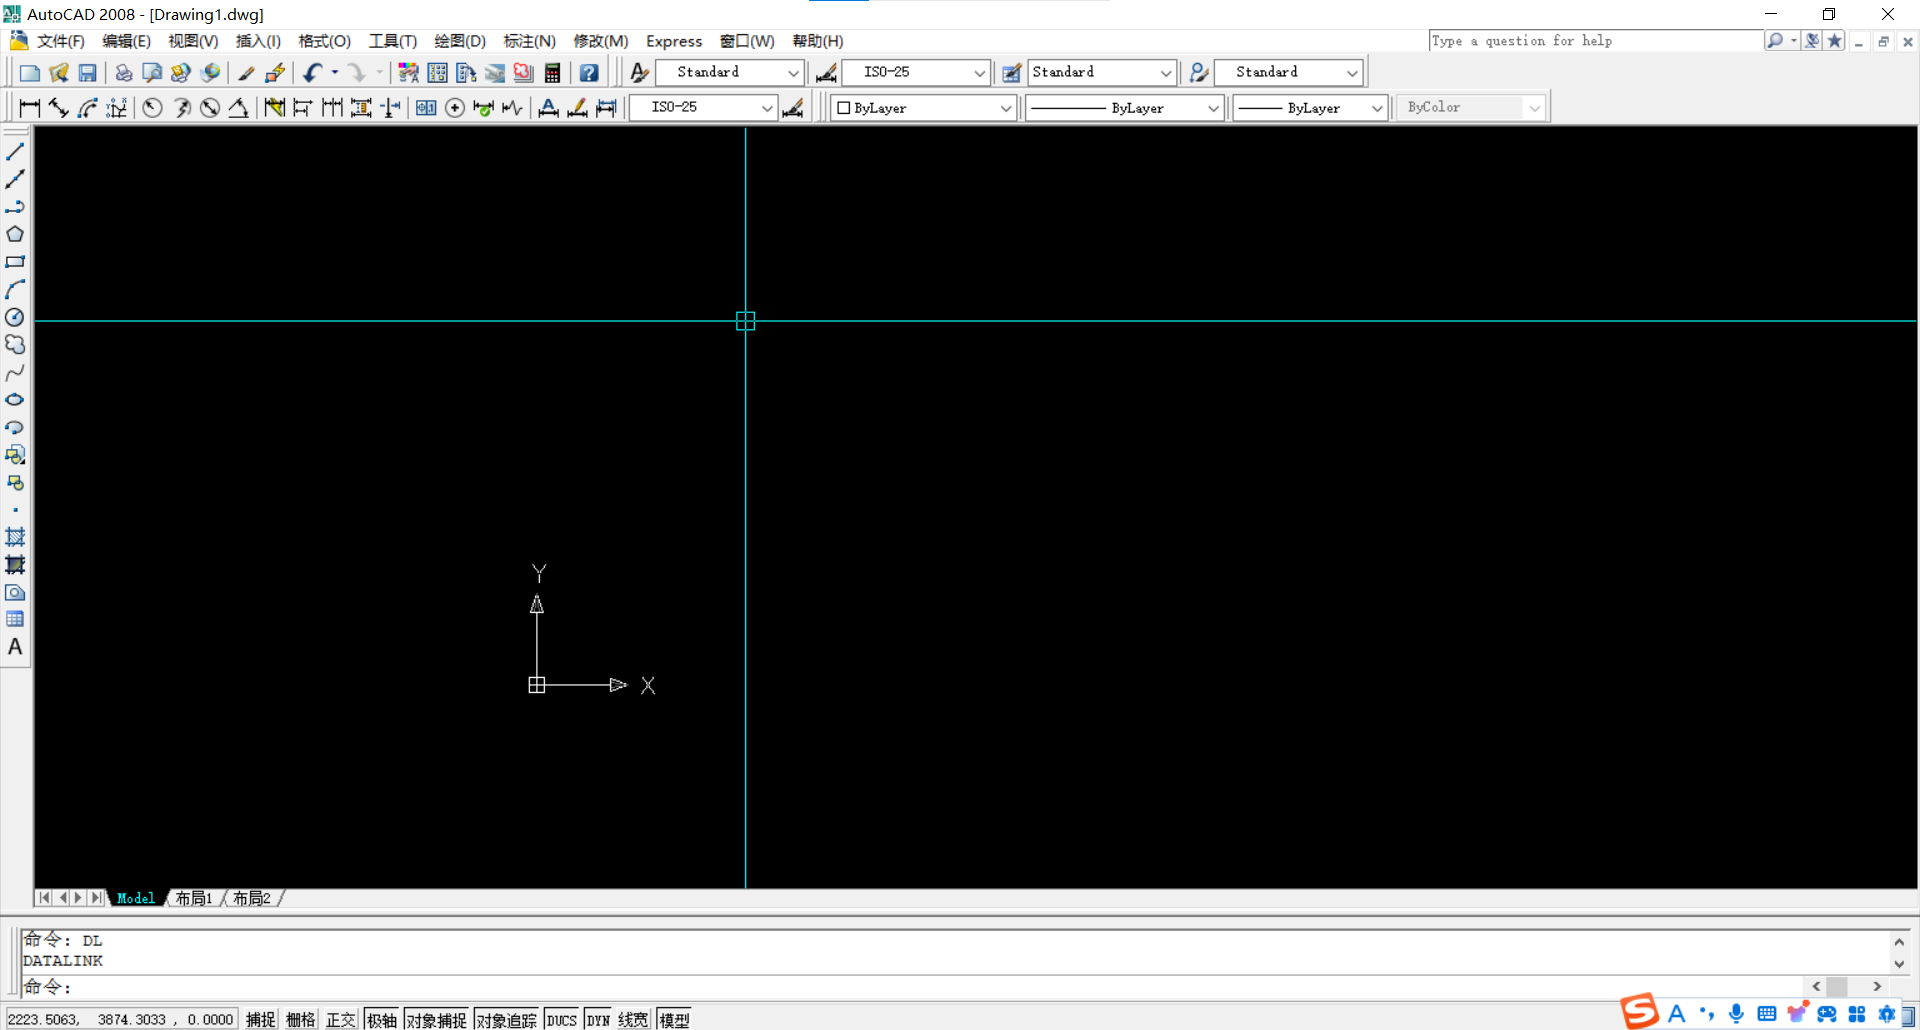 AutoCAD 2008 - [Drawing1.dwg]
文件(F) 编辑(E) 视图(V) 插入(I) 格式(O) 工具(T) 绘图(D) 标注(N) 修改(M) Express 窗口(W) 帮助(H) Type a question for help
Standard ISO-25 Standard Standard
ISO-25 ByLayer ByLayer ByLayer ByColor
A
Y
X
Model 布局1 布局2
命令: DL
DATALINK
命令:
2223.5063, 3874.3033 , 0.0000 捕捉 栅格 正交 极轴 对象捕捉 对象追踪 DUCS DYN 线宽 模型
S A